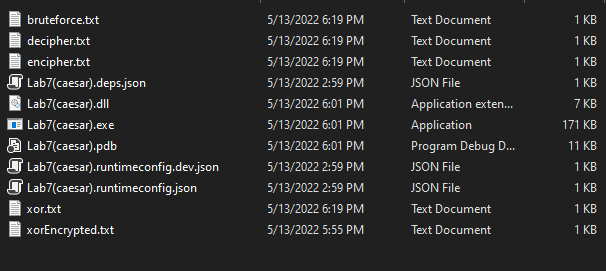 bruteforce.txt 5/13/2022 6:19 PM Text Document 1 KB
decipher.txt 5/13/2022 6:19 PM Text Document 1 KB
encipher.txt 5/13/2022 6:19 PM Text Document 1 KB
Lab7(caesar).deps.json 5/13/2022 2:59 PM JSON File 1 KB
Lab7(caesar).dll 5/13/2022 6:01 PM Application exten... 7 KB
Lab7(caesar).exe 5/13/2022 6:01 PM Application 171 KB
Lab7(caesar).pdb 5/13/2022 6:01 PM Program Debug D... 11 KB
Lab7(caesar).runtimeconfig.dev.json 5/13/2022 2:59 PM JSON File 1 KB
Lab7(caesar).runtimeconfig.json 5/13/2022 2:59 PM JSON File 1 KB
xor.txt 5/13/2022 6:19 PM Text Document 1 KB
xorEncrypted.txt 5/13/2022 5:55 PM Text Document 1 KB